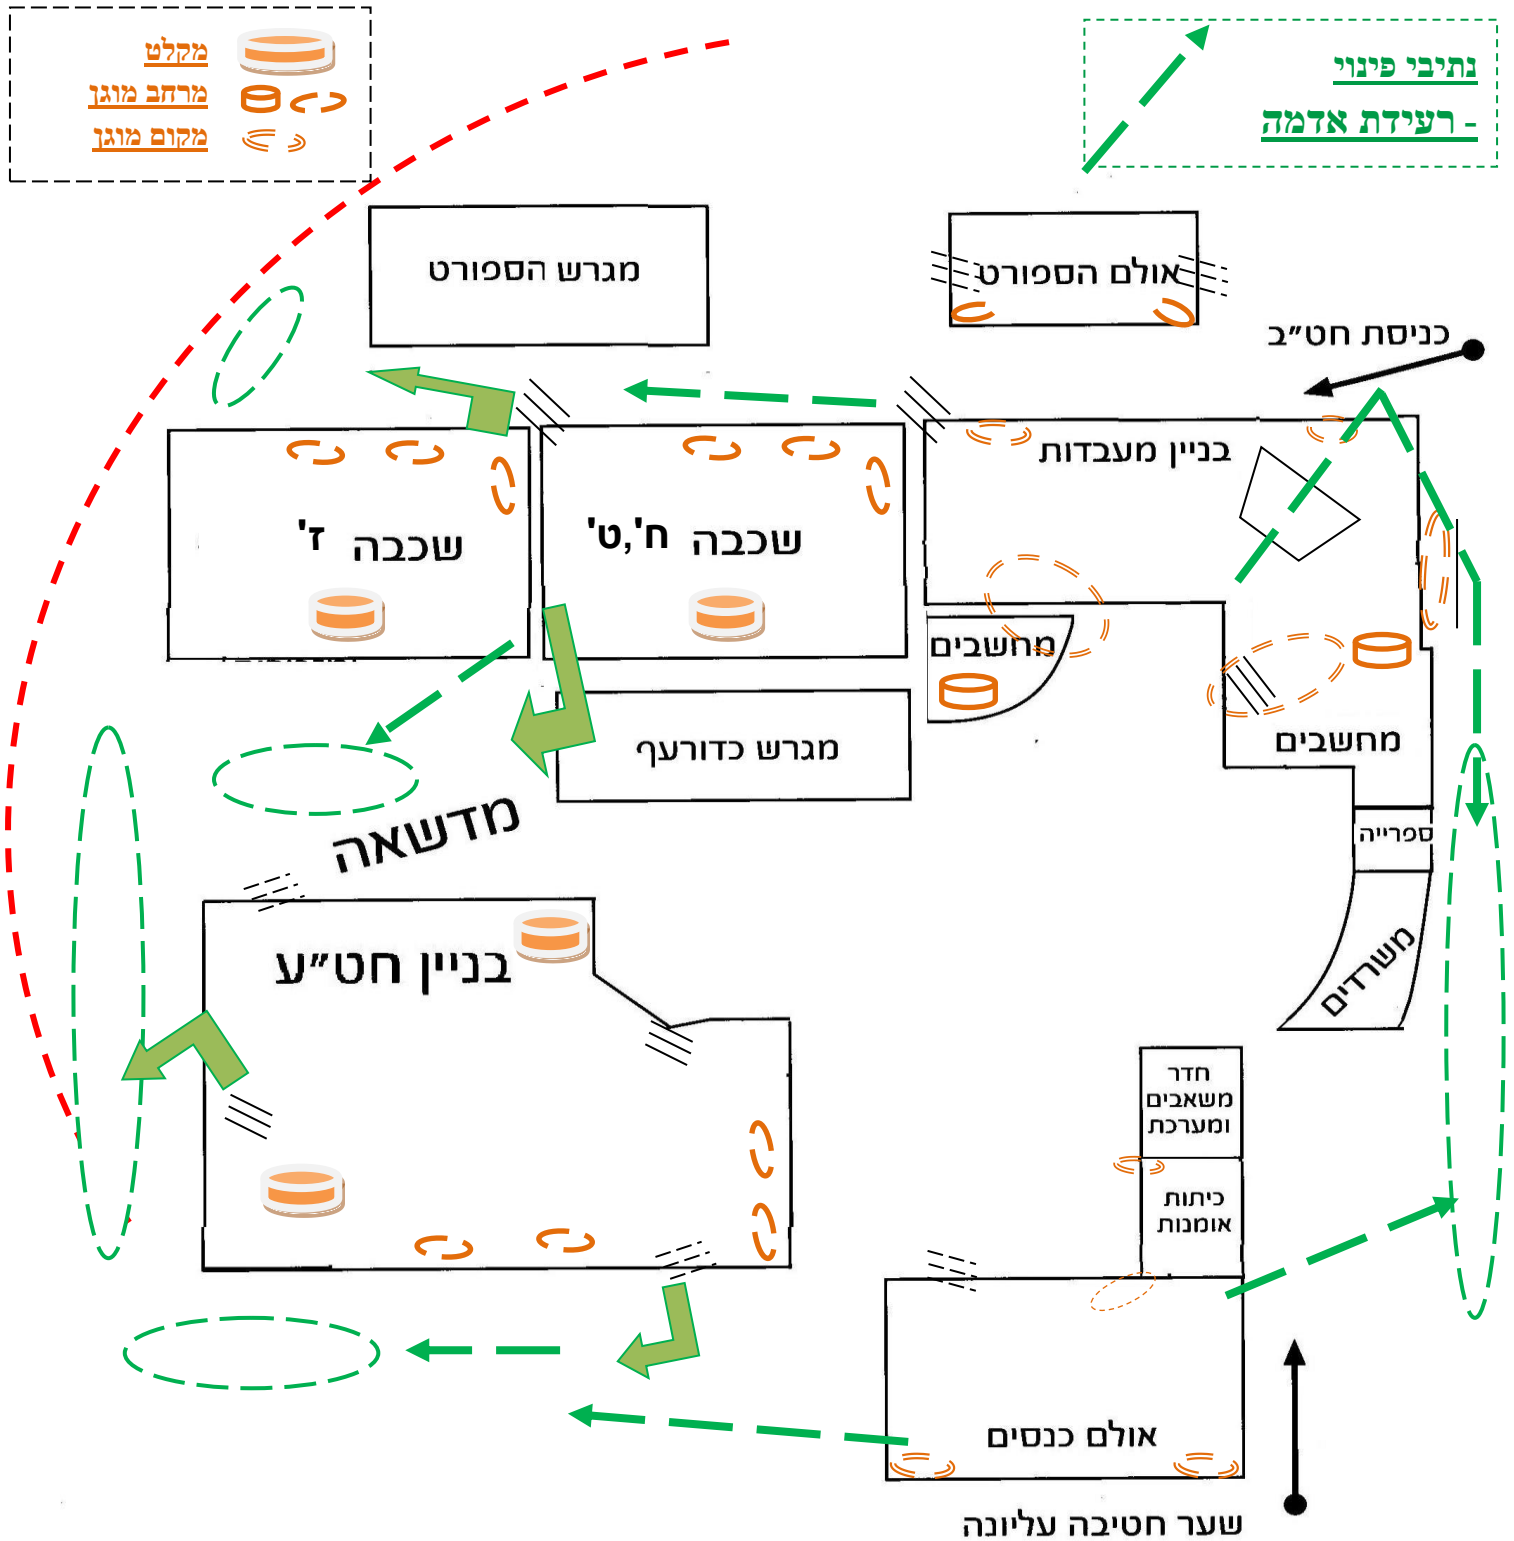 נתיבי פינוי
- רעידת אדמה
מקלט
מרחב מוגן
מקום מוגן
מגרש הספורט
אולם הספורט
כניסת חט״ב
בניין מעבדות
שכבה ח',ט'
שכבה ז'
מחשבים
מחשבים
מגרש כדורעף
ספרייה
מדשאה
משרדים
בניין חט״ע
חדר
משאבים
ומערכת
כיתות
אומנות
אולם כנסים
שער חטיבה עליונה